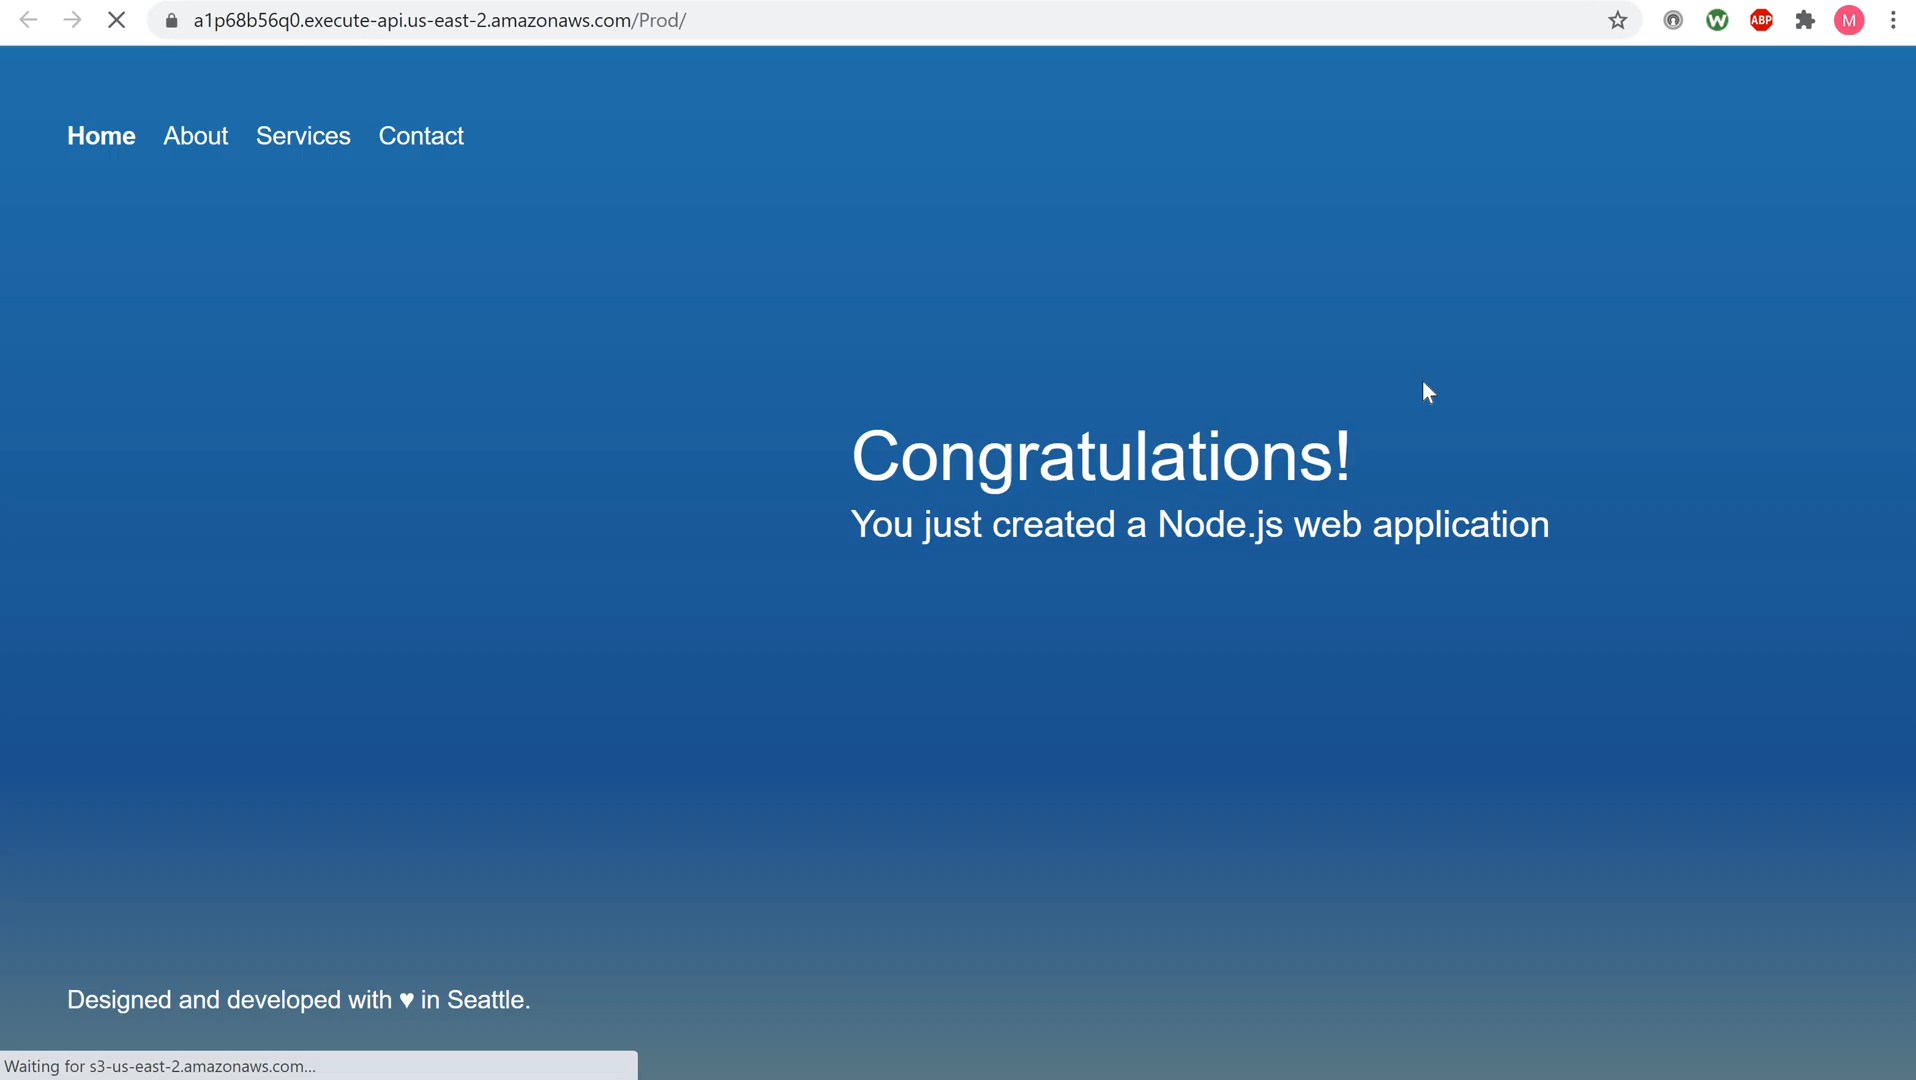 a1p68b56q0.execute-api.us-east-2.amazonaws.com/Prod/
W
ABP
M
Home About Services Contact
Congratulations!
You just created a Node.js web application
Designed and developed with ♥ in Seattle.
Waiting for s3-us-east-2.amazonaws.com...